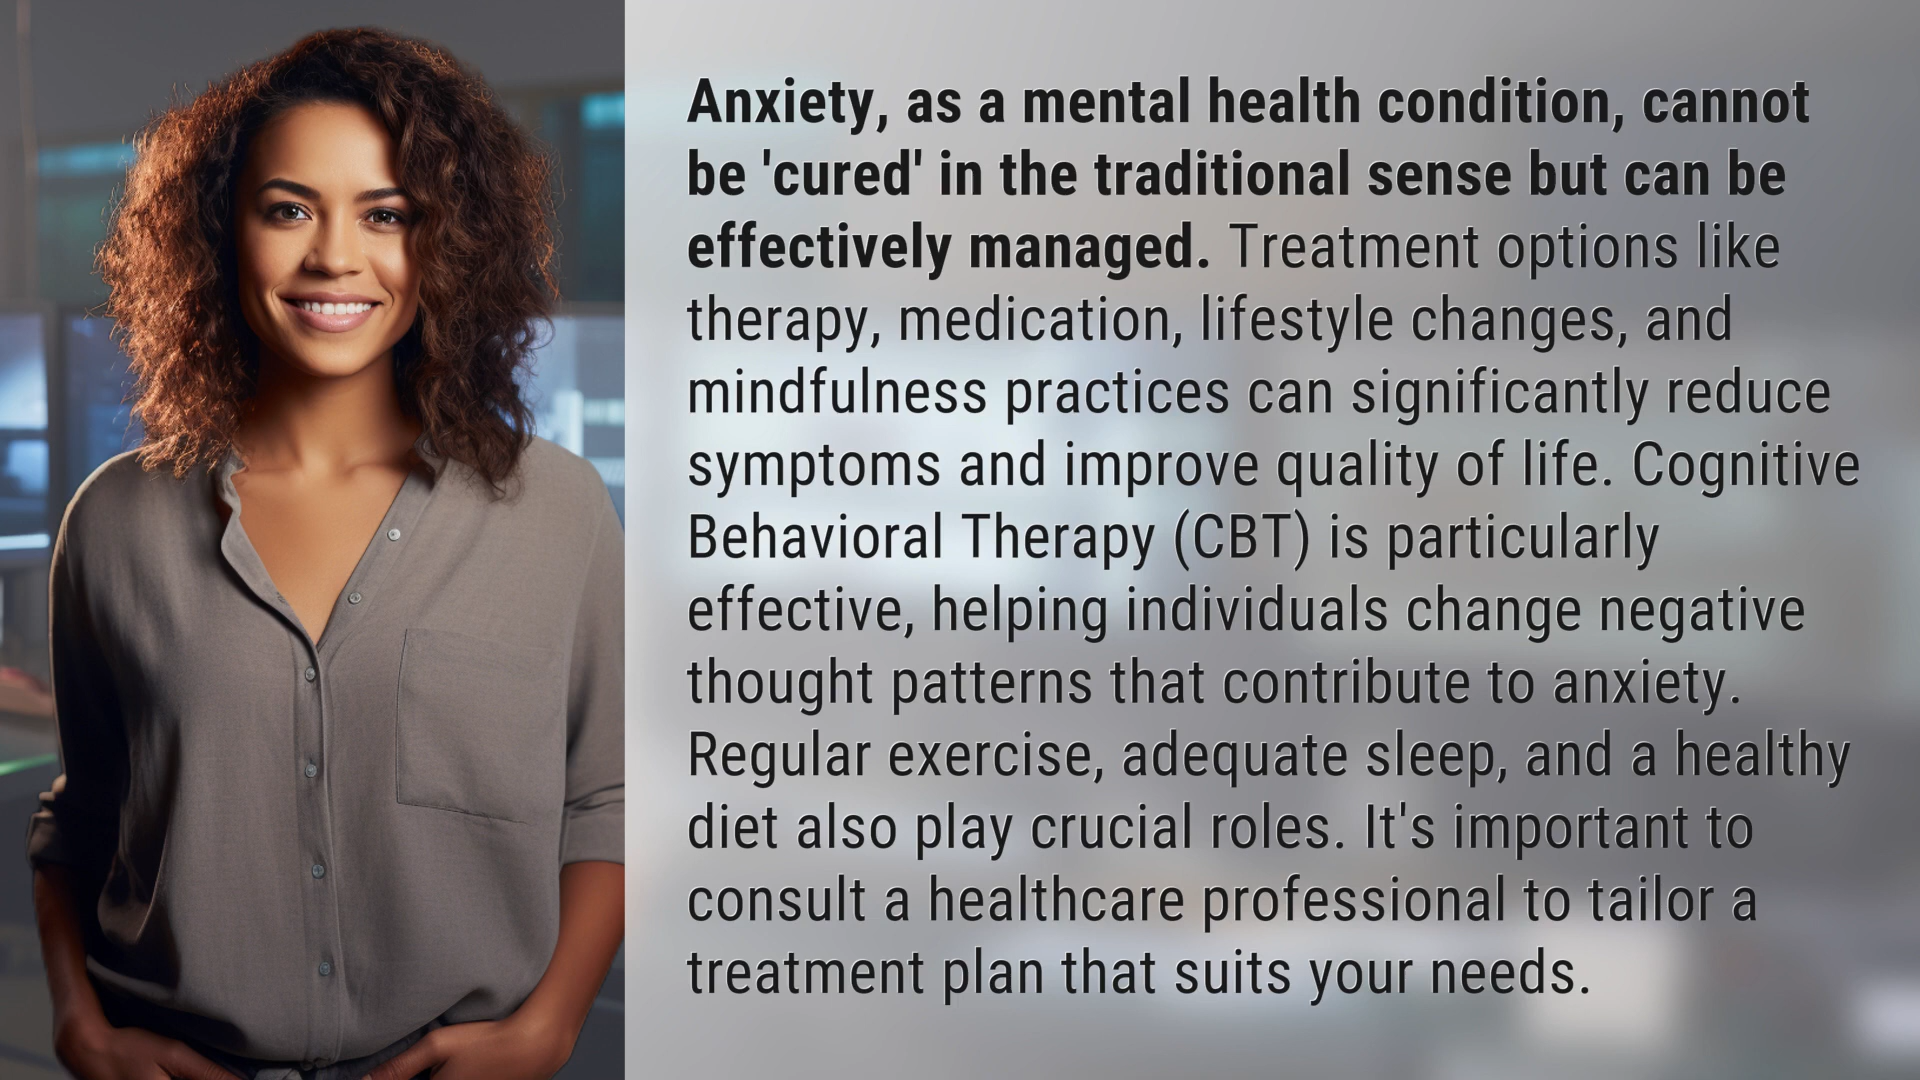 Anxiety, as a mental health condition, cannot
be 'cured' in the traditional sense but can be
effectively managed. Treatment options like
therapy, medication, lifestyle changes, and
mindfulness practices can significantly reduce
symptoms and improve quality of life. Cognitive
Behavioral Therapy (CBT) is particularly
effective, helping individuals change negative
thought patterns that contribute to anxiety.
Regular exercise, adequate sleep, and a healthy
diet also play crucial roles. It's important to
consult a healthcare professional to tailor a
treatment plan that suits your needs.